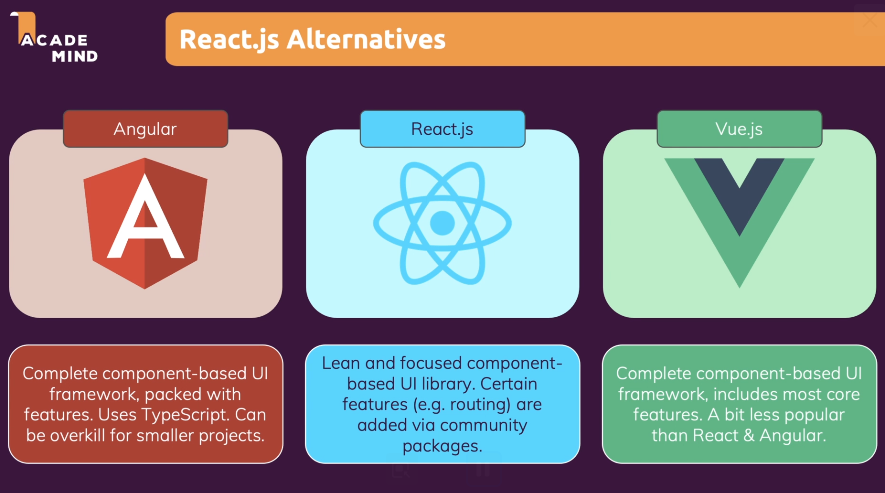 ACADE
MIND
React.js Alternatives
Angular
React.js
Vue.js
Complete component-based UI
framework, packed with
features. Uses TypeScript. Can
be overkill for smaller projects.
Lean and focused component-
based UI library. Certain
features (e.g. routing) are
added via community
packages.
Complete component-based UI
framework, includes most core
features. A bit less popular
than React & Angular.